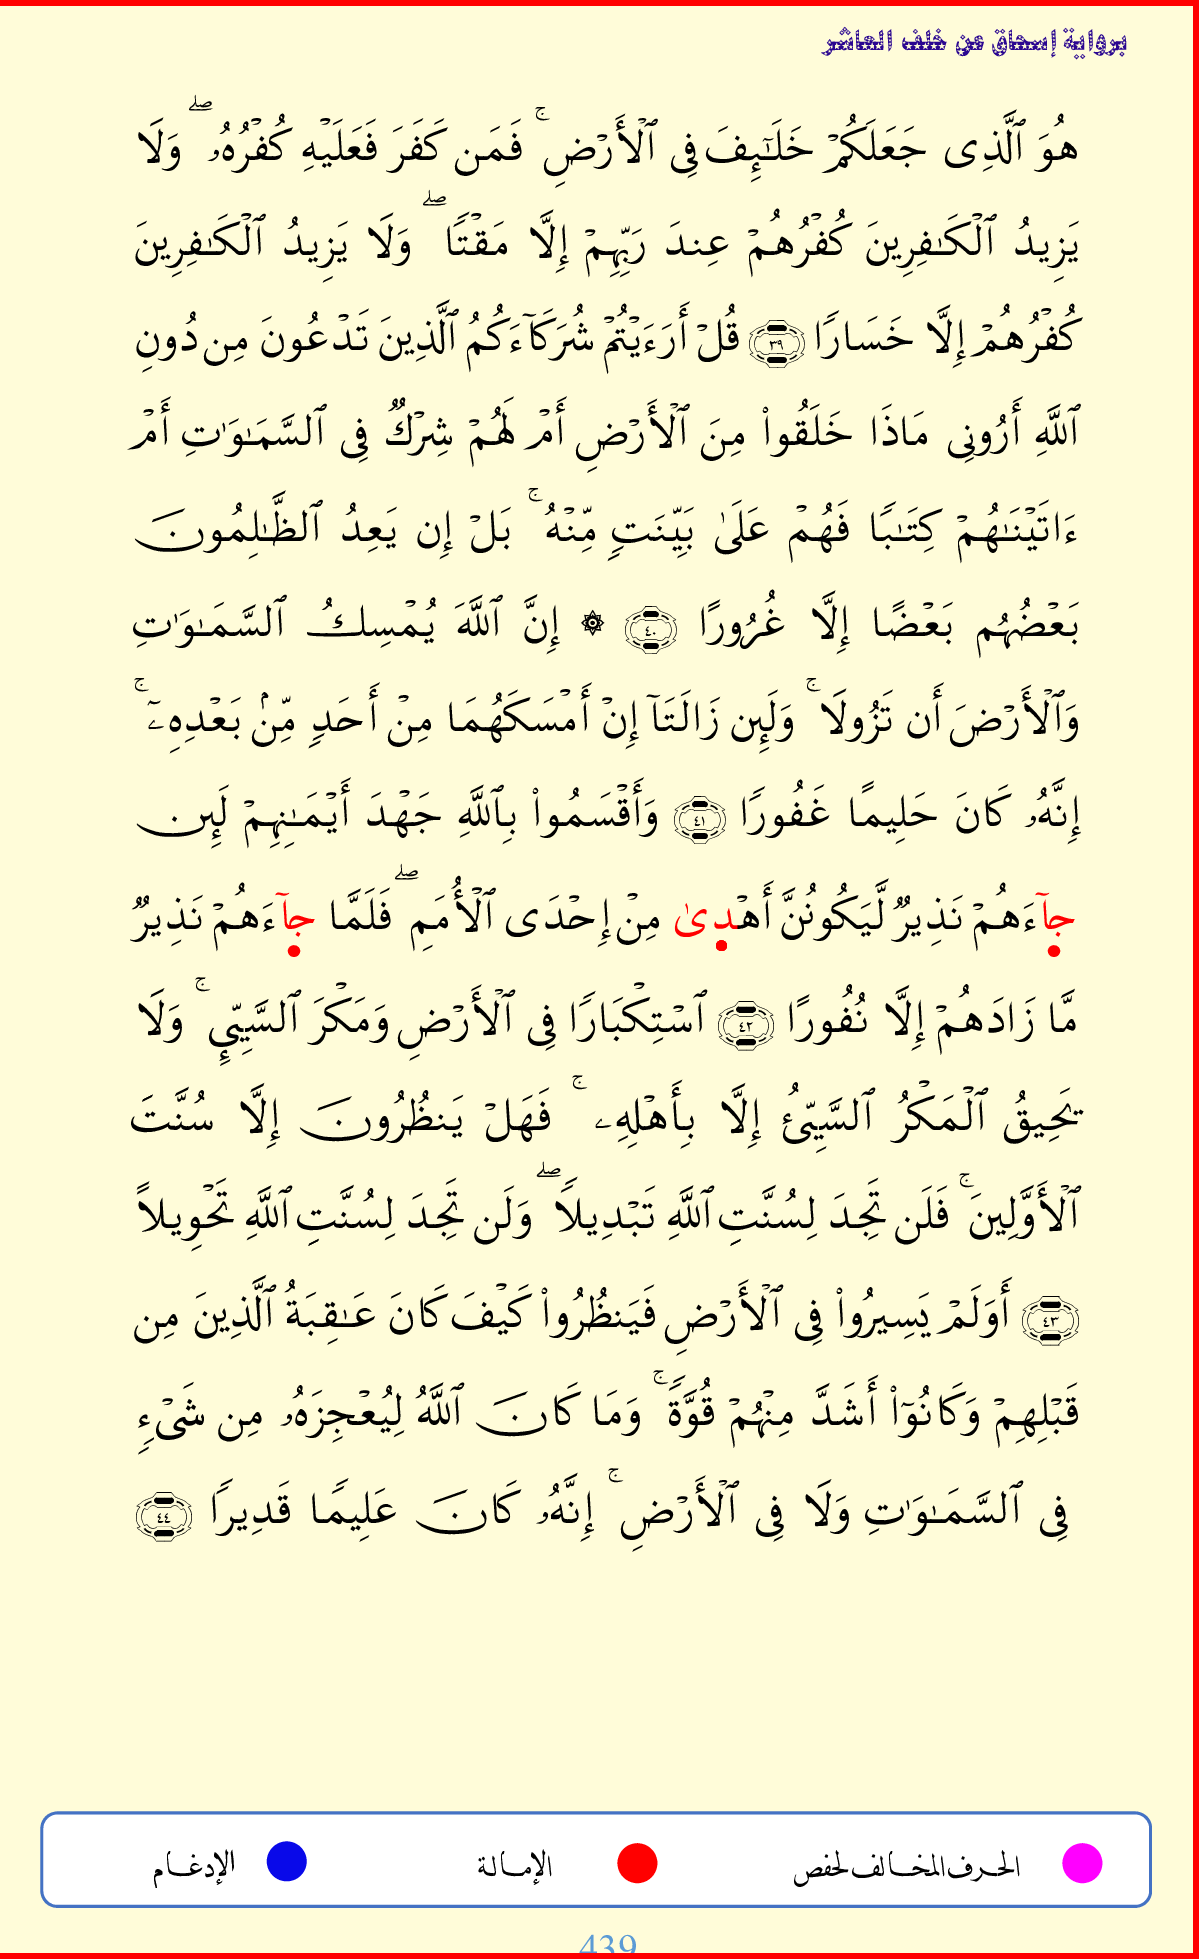 برواية إسحاق عن خلف العاشر
هُوَ ٱلَّذِى جَعَلَكُمْ خَلَـٰٓئِفَ فِى ٱلْأَرْضِ ۚ فَمَن كَفَرَ فَعَلَيْهِ كُفْرُهُۥ ۖ وَلَا
يَزِيدُ ٱلْكَـٰفِرِينَ كُفْرُهُمْ عِندَ رَبِّهِمْ إِلَّا مَقْتًا ۖ وَلَا يَزِيدُ ٱلْكَـٰفِرِينَ
كُفْرُهُمْ إِلَّا خَسَارًا ٣٩ قُلْ أَرَءَيْتُمْ شُرَكَآءَكُمُ ٱلَّذِينَ تَدْعُونَ مِن دُونِ
ٱللَّهِ أَرُونِى مَاذَا خَلَقُوا۟ مِنَ ٱلْأَرْضِ أَمْ لَهُمْ شِرْكٌ فِى ٱلسَّمَـٰوَٰتِ أَمْ
ءَاتَيْنَـٰهُمْ كِتَـٰبًا فَهُمْ عَلَىٰ بَيِّنَتٍ مِّنْهُ ۚ بَلْ إِن يَعِدُ ٱلظَّـٰلِمُونَ
بَعْضُهُم بَعْضًا إِلَّا غُرُورًا ٤٠ ۞ إِنَّ ٱللَّهَ يُمْسِكُ ٱلسَّمَـٰوَٰتِ
وَٱلْأَرْضَ أَن تَزُولَا ۚ وَلَئِن زَالَتَآ إِنْ أَمْسَكَهُمَا مِنْ أَحَدٍ مِّنۢ بَعْدِهِۦٓ ۚ
إِنَّهُۥ كَانَ حَلِيمًا غَفُورًا ٤١ وَأَقْسَمُوا۟ بِٱللَّهِ جَهْدَ أَيْمَـٰنِهِمْ لَئِن
جآءَهُمْ نَذِيرٌ لَّيَكُونُنَّ أَهْدىٰ مِنْ إِحْدَى ٱلْأُمَمِ ۖ فَلَمَّا جآءَهُمْ نَذِيرٌ
مَّا زَادَهُمْ إِلَّا نُفُورًا ٤٢ ٱسْتِكْبَارًا فِى ٱلْأَرْضِ وَمَكْرَ ٱلسَّيِّئِ ۚ وَلَا
يَحِيقُ ٱلْمَكْرُ ٱلسَّيِّئُ إِلَّا بِأَهْلِهِۦ ۚ فَهَلْ يَنظُرُونَ إِلَّا سُنَّتَ
ٱلْأَوَّلِينَ ۚ فَلَن تَجِدَ لِسُنَّتِ ٱللَّهِ تَبْدِيلًا ۖ وَلَن تَجِدَ لِسُنَّتِ ٱللَّهِ تَحْوِيلًا
٤٣ أَوَلَمْ يَسِيرُوا۟ فِى ٱلْأَرْضِ فَيَنظُرُوا۟ كَيْفَ كَانَ عَـٰقِبَةُ ٱلَّذِينَ مِن
قَبْلِهِمْ وَكَانُوٓا۟ أَشَدَّ مِنْهُمْ قُوَّةً ۚ وَمَا كَانَ ٱللَّهُ لِيُعْجِزَهُۥ مِن شَىْءٍ
فِى ٱلسَّمَـٰوَٰتِ وَلَا فِى ٱلْأَرْضِ ۚ إِنَّهُۥ كَانَ عَلِيمًا قَدِيرًا ٤٤
الحرف المخالف لحفص الإمالة الإدغام
439